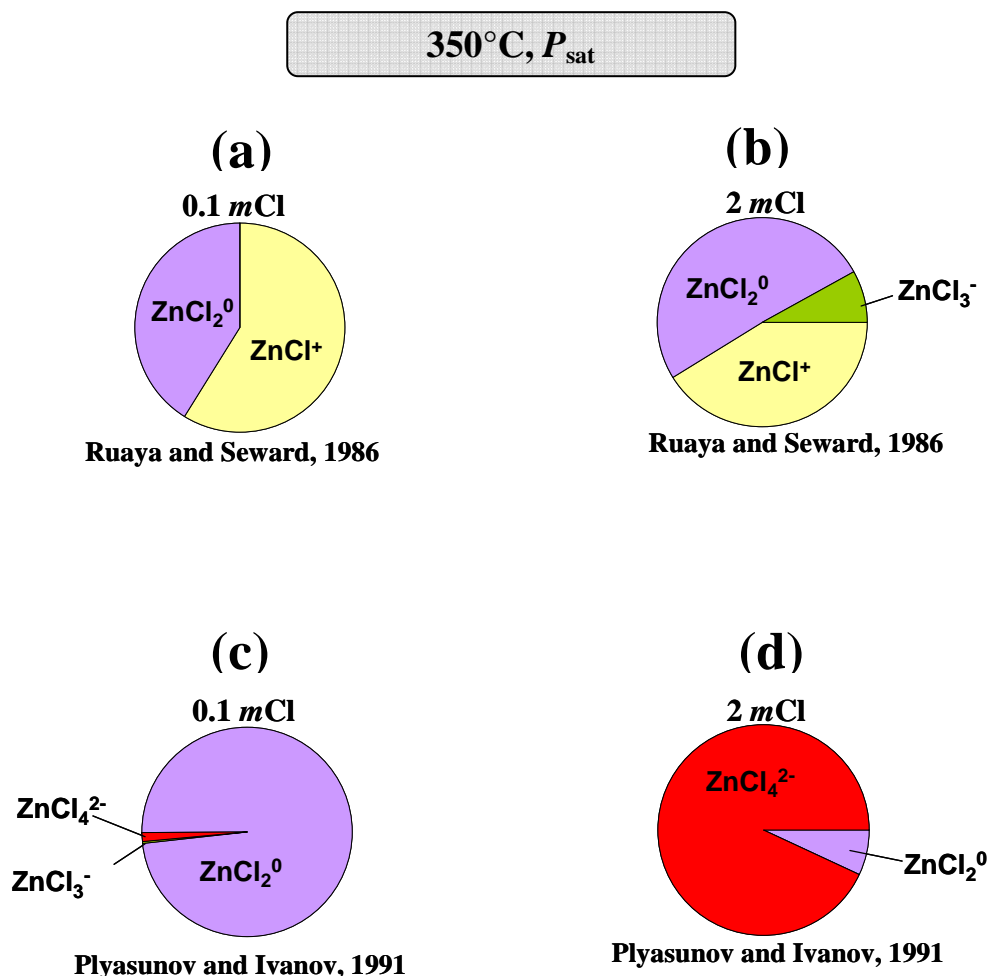 350°C, Psat
(a)
0.1 mCl
ZnCl₂⁰
ZnCl⁺
Ruaya and Seward, 1986
(b)
2 mCl
ZnCl₂⁰
ZnCl₃⁻
ZnCl⁺
Ruaya and Seward, 1986
(c)
0.1 mCl
ZnCl₄²⁻
ZnCl₃⁻
ZnCl₂⁰
Plyasunov and Ivanov, 1991
(d)
2 mCl
ZnCl₄²⁻
ZnCl₂⁰
Plyasunov and Ivanov, 1991